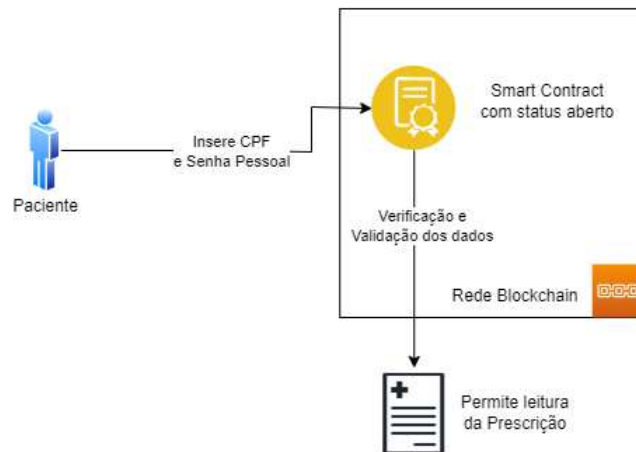 Smart Contract
com status aberto
Insere CPF
e Senha Pessoal
Paciente
Verificação e
Validação dos dados
Rede Blockchain
Permite leitura
da Prescrição